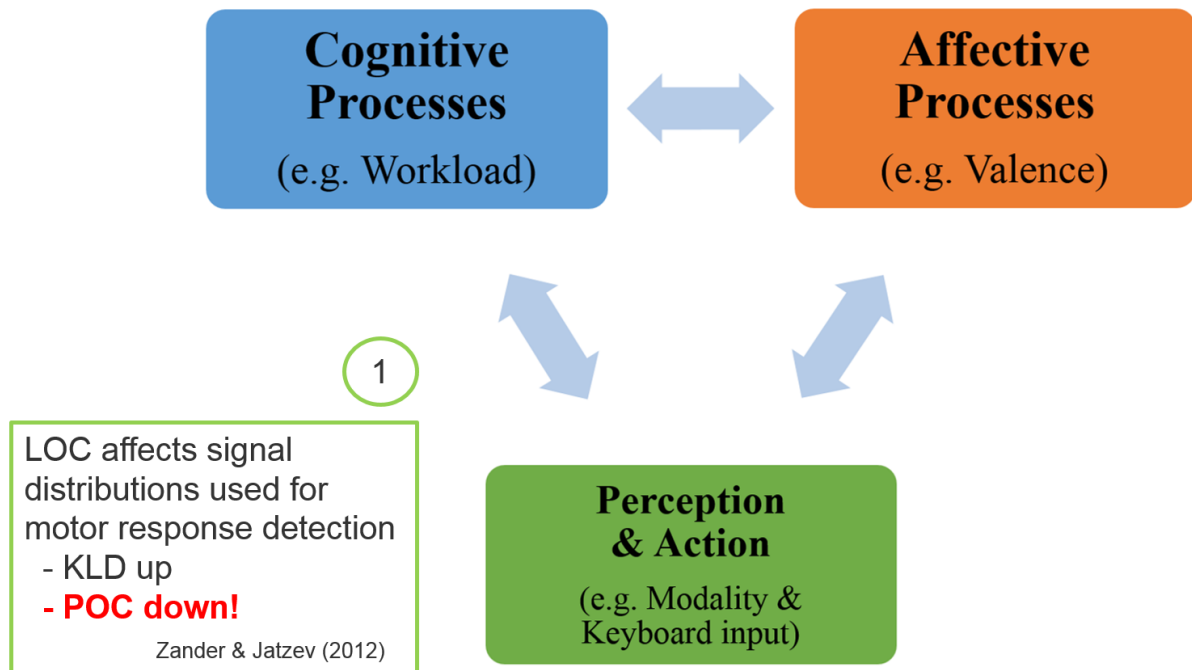 Cognitive
Processes
(e.g. Workload)
Affective
Processes
(e.g. Valence)
1
LOC affects signal
distributions used for
motor response detection
- KLD up
- POC down!
Zander & Jatzev (2012)
Perception
& Action
(e.g. Modality &
Keyboard input)